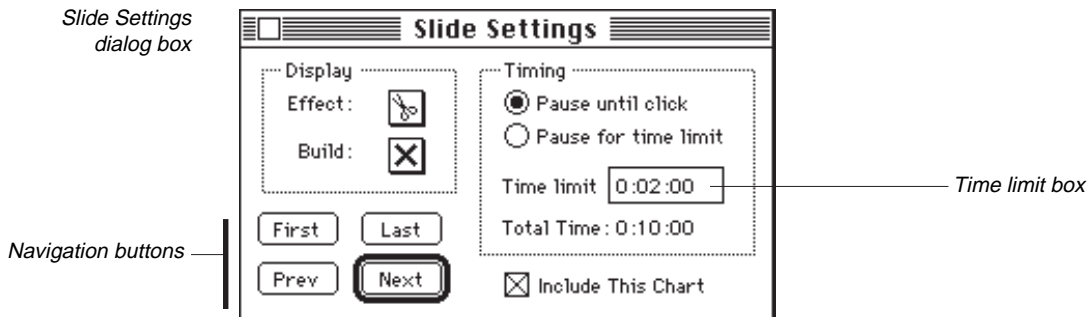 Slide Settings
dialog box
Slide Settings
Display
Effect:
Build:
Timing
Pause until click
Pause for time limit
Time limit 0:02:00
Total Time: 0:10:00
Time limit box
Navigation buttons
First Last
Prev Next
Include This Chart